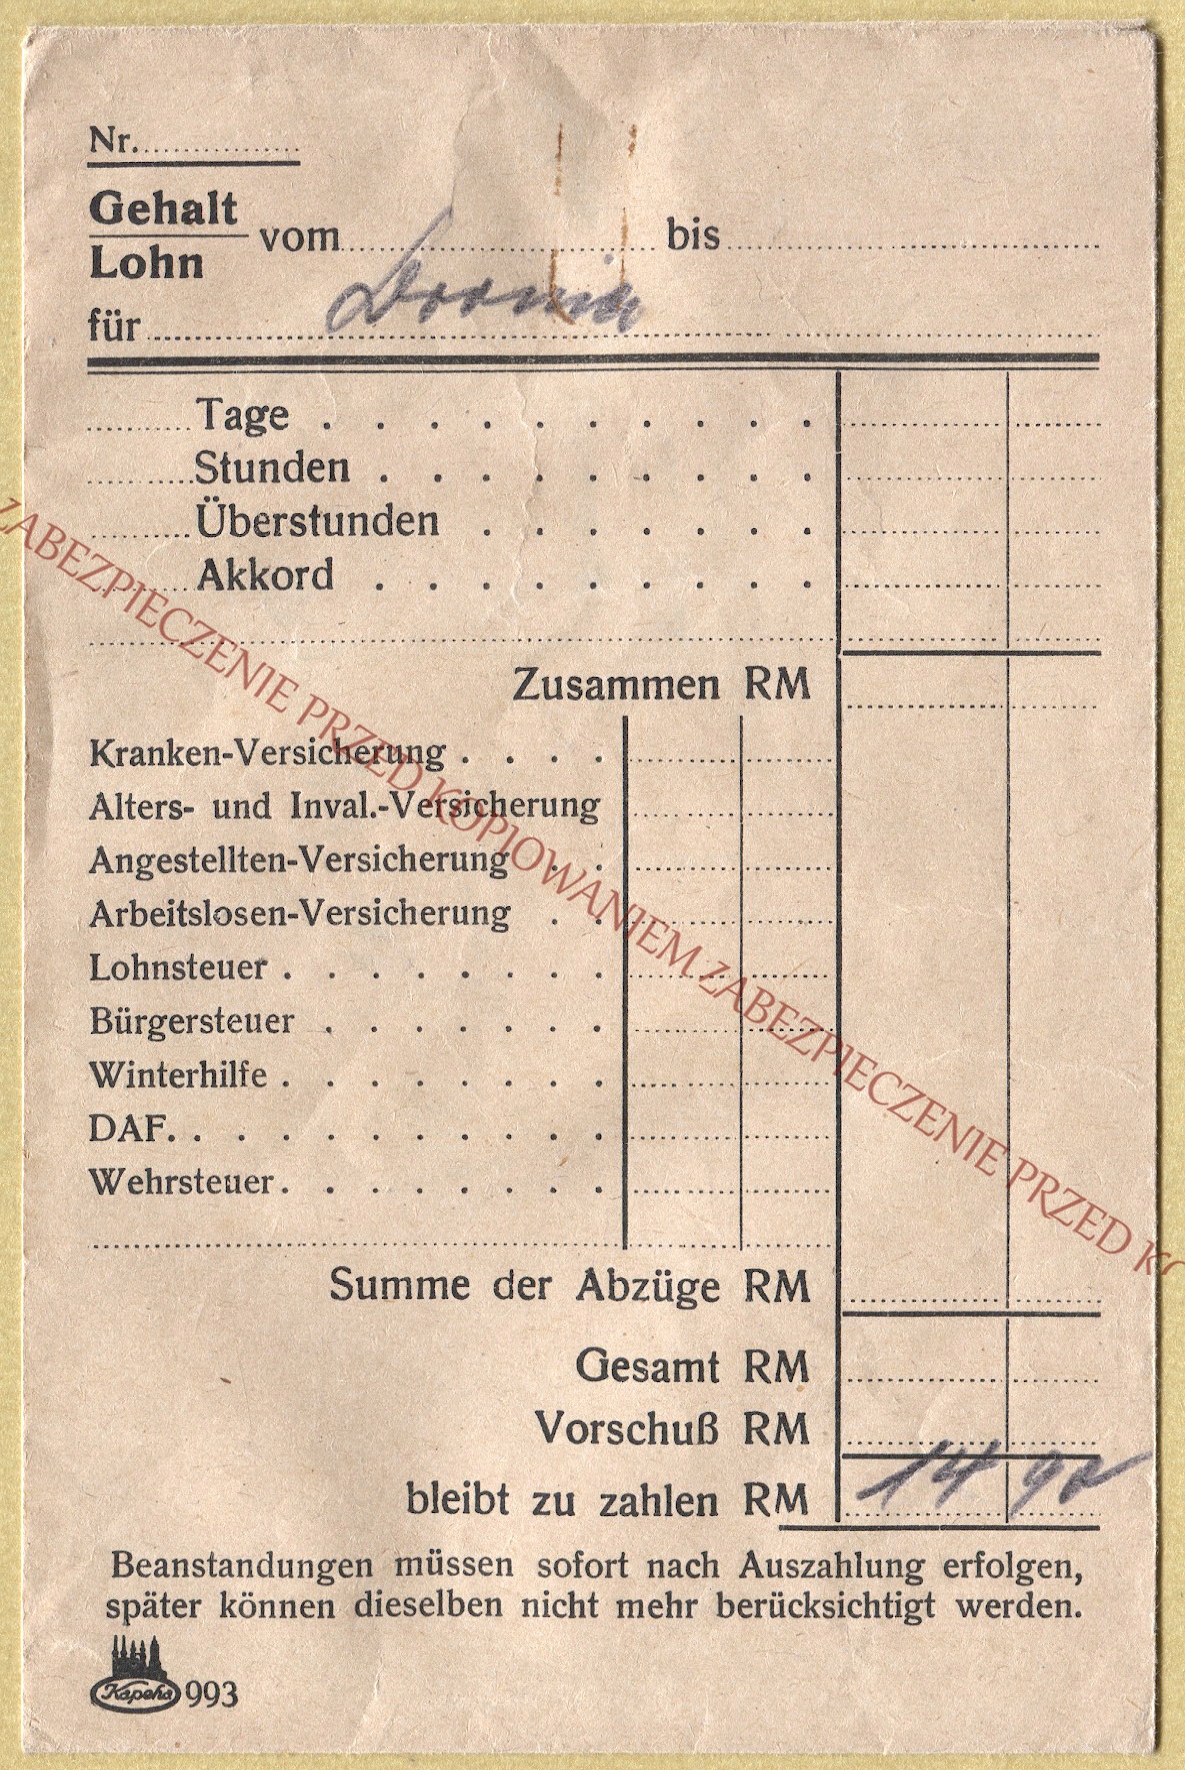 Nr.
Gehalt
Lohn
vom bis
für
Tage
Stunden
Überstunden
Akkord
Zusammen RM
Kranken-Versicherung
Alters- und Inval.-Versicherung
Angestellten-Versicherung
Arbeitslosen-Versicherung
Lohnsteuer
Bürgersteuer
Winterhilfe
DAF.
Wehrsteuer
Summe der Abzüge RM
Gesamt RM
Vorschuß RM
bleibt zu zahlen RM 14 90
Beanstandungen müssen sofort nach Auszahlung erfolgen,
später können dieselben nicht mehr berücksichtigt werden.
Kapeha 993
ZABEZPIECZENIE PRZED KOPIOWANIEM ZABEZPIECZENIE PRZED KO